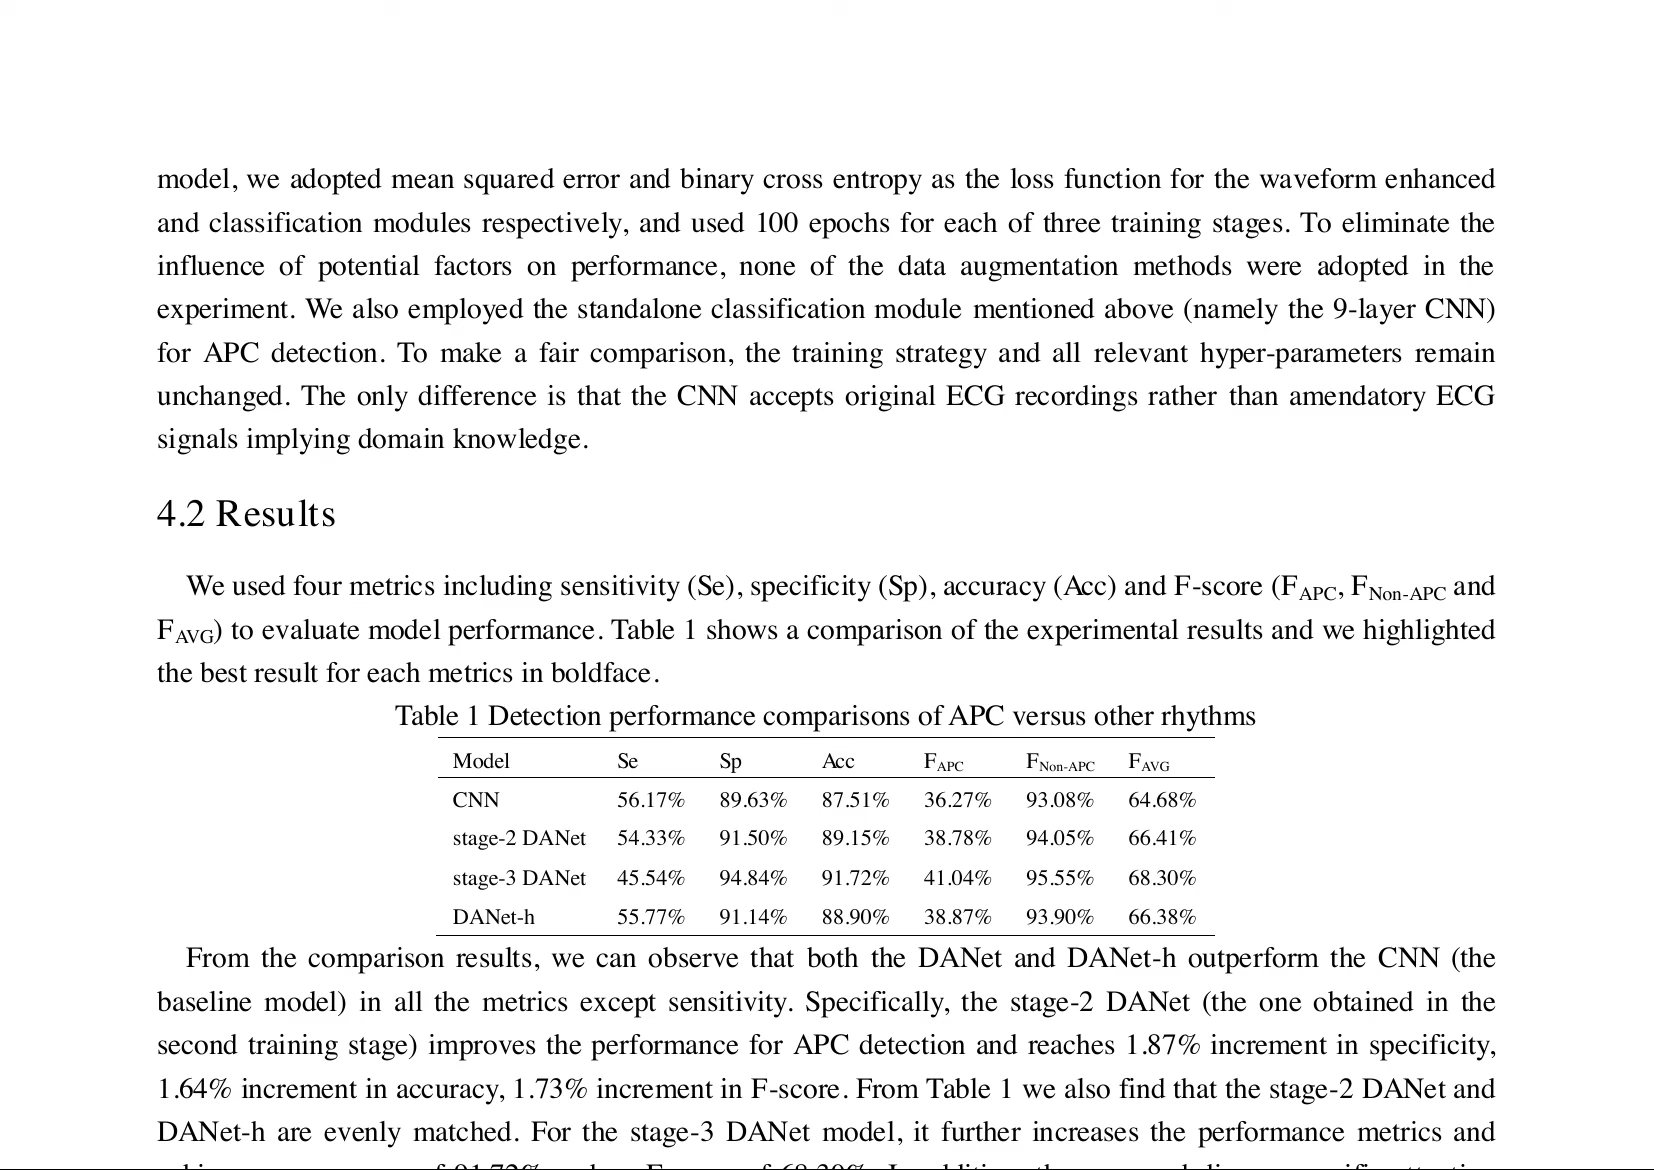 model, we adopted mean squared error and binary cross entropy as the loss function for the waveform enhanced
and classification modules respectively, and used 100 epochs for each of three training stages. To eliminate the
influence of potential factors on performance, none of the data augmentation methods were adopted in the
experiment. We also employed the standalone classification module mentioned above (namely the 9-layer CNN)
for APC detection. To make a fair comparison, the training strategy and all relevant hyper-parameters remain
unchanged. The only difference is that the CNN accepts original ECG recordings rather than amendatory ECG
signals implying domain knowledge.
4.2 Results
We used four metrics including sensitivity (Se), specificity (Sp), accuracy (Acc) and F-score (FAPC, FNon-APC and
FAVG) to evaluate model performance. Table 1 shows a comparison of the experimental results and we highlighted
the best result for each metrics in boldface.
Table 1 Detection performance comparisons of APC versus other rhythms
Model Se Sp Acc FAPC FNon-APC FAVG
CNN 56.17% 89.63% 87.51% 36.27% 93.08% 64.68%
stage-2 DANet 54.33% 91.50% 89.15% 38.78% 94.05% 66.41%
stage-3 DANet 45.54% 94.84% 91.72% 41.04% 95.55% 68.30%
DANet-h 55.77% 91.14% 88.90% 38.87% 93.90% 66.38%
From the comparison results, we can observe that both the DANet and DANet-h outperform the CNN (the
baseline model) in all the metrics except sensitivity. Specifically, the stage-2 DANet (the one obtained in the
second training stage) improves the performance for APC detection and reaches 1.87% increment in specificity,
1.64% increment in accuracy, 1.73% increment in F-score. From Table 1 we also find that the stage-2 DANet and
DANet-h are evenly matched. For the stage-3 DANet model, it further increases the performance metrics and